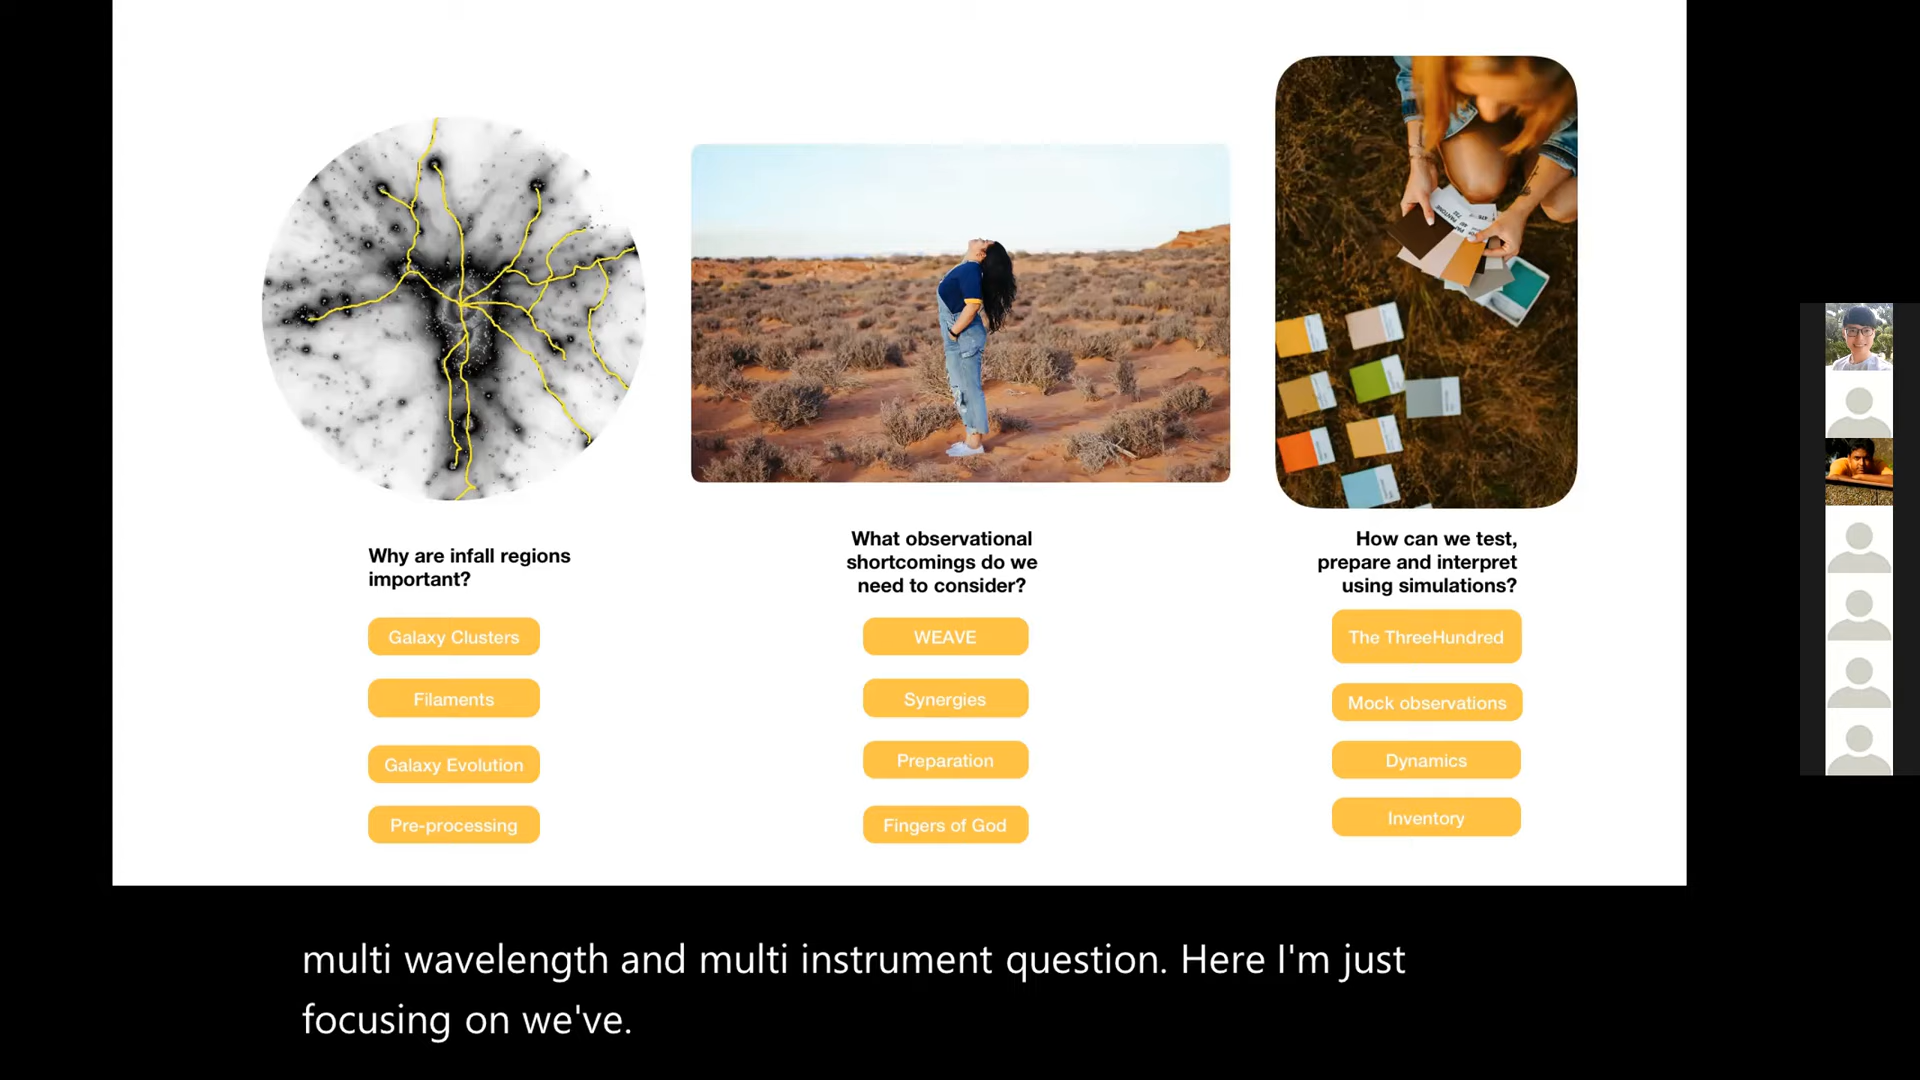 Why are infall regions
important?
Galaxy Clusters
Filaments
Galaxy Evolution
Pre-processing
What observational
shortcomings do we
need to consider?
WEAVE
Synergies
Preparation
Fingers of God
How can we test,
prepare and interpret
using simulations?
The ThreeHundred
Mock observations
Dynamics
Inventory
multi wavelength and multi instrument question. Here I'm just
focusing on we've.